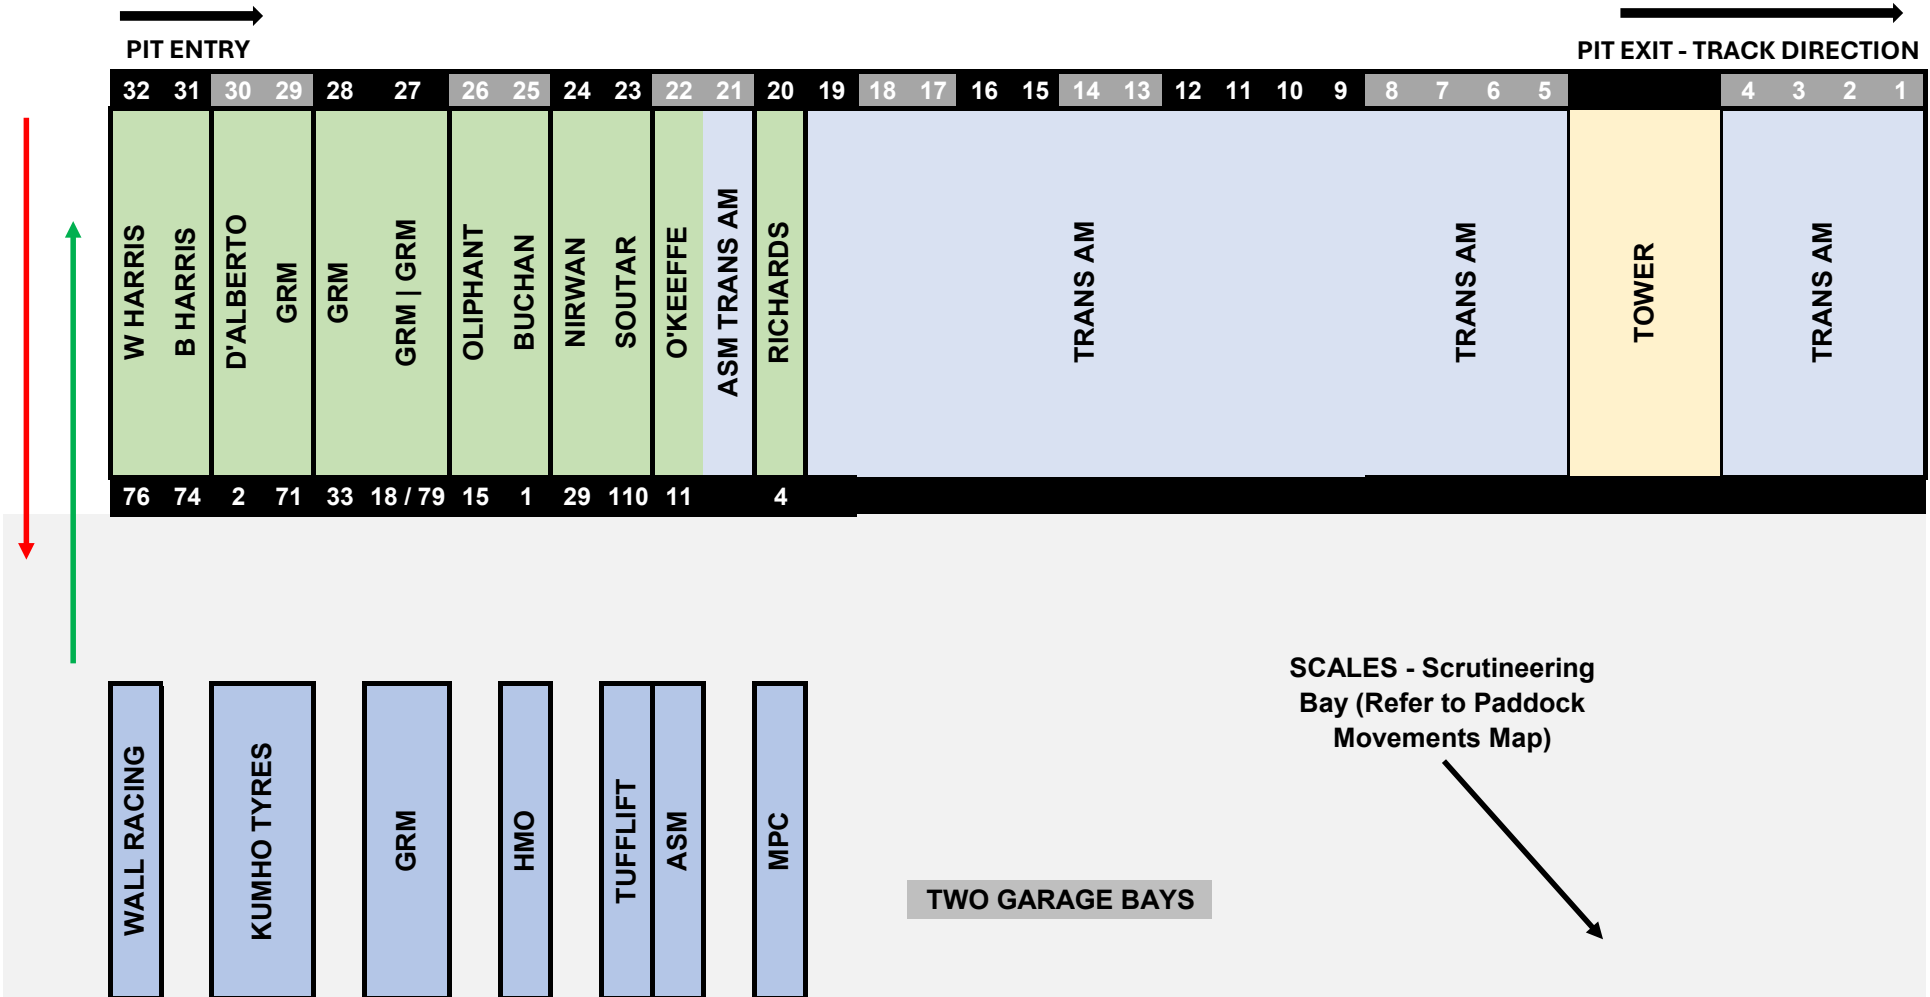 PIT ENTRY
PIT EXIT - TRACK DIRECTION
32 31 30 29 28 27 26 25 24 23 22 21 20 19 18 17 16 15 14 13 12 11 10 9 8 7 6 5 4 3 2 1
W HARRIS
B HARRIS
D'ALBERTO
GRM
GRM
GRM | GRM
OLIPHANT
BUCHAN
NIRWAN
SOUTAR
O'KEEFFE
ASM TRANS AM
RICHARDS
TRANS AM
TRANS AM
TOWER
TRANS AM
76 74 2 71 33 18 / 79 15 1 29 110 11 4
SCALES - Scrutineering
Bay (Refer to Paddock
Movements Map)
WALL RACING
KUMHO TYRES
GRM
HMO
TUFFLIFT
ASM
MPC
TWO GARAGE BAYS